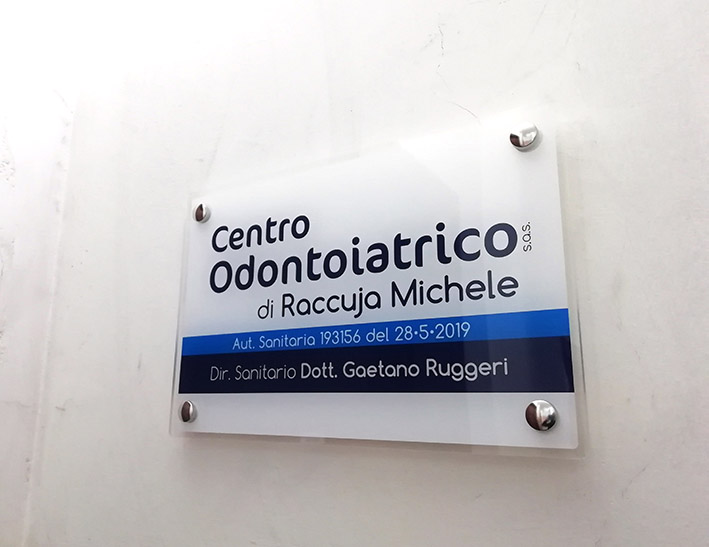 Centro
Odontoiatrico s.a.s.
di Raccuja Michele
Aut. Sanitaria 193156 del 28•5•2019
Dir. Sanitario Dott. Gaetano Ruggeri